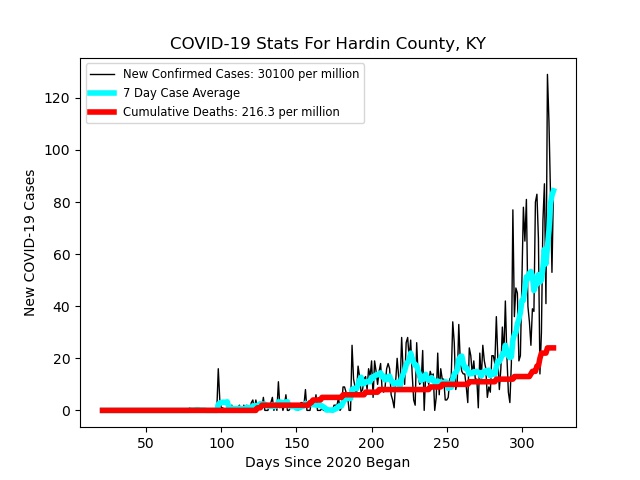 COVID-19 Stats For Hardin County, KY
New Confirmed Cases: 30100 per million
7 Day Case Average
Cumulative Deaths: 216.3 per million
New COVID-19 Cases
120
100
80
60
40
20
0
50 100 150 200 250 300
Days Since 2020 Began